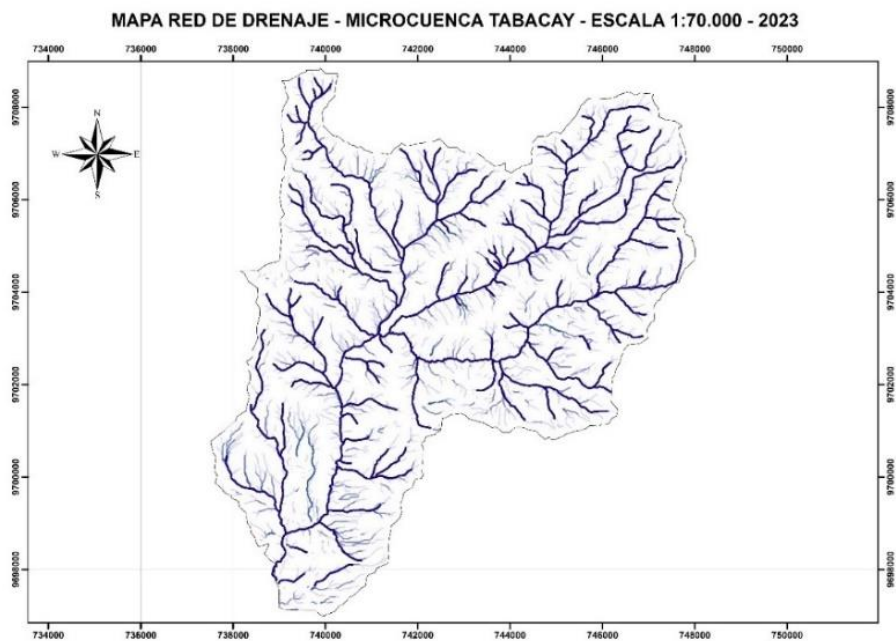 MAPA RED DE DRENAJE - MICROCUENCA TABACAY - ESCALA 1:70.000 - 2023
734000 736000 738000 740000 742000 744000 746000 748000 750000
9708000 9708000
N
W E
S
9706000 9706000
9704000 9704000
9702000 9702000
9700000 9700000
9698000 9698000
734000 736000 738000 740000 742000 744000 746000 748000 750000